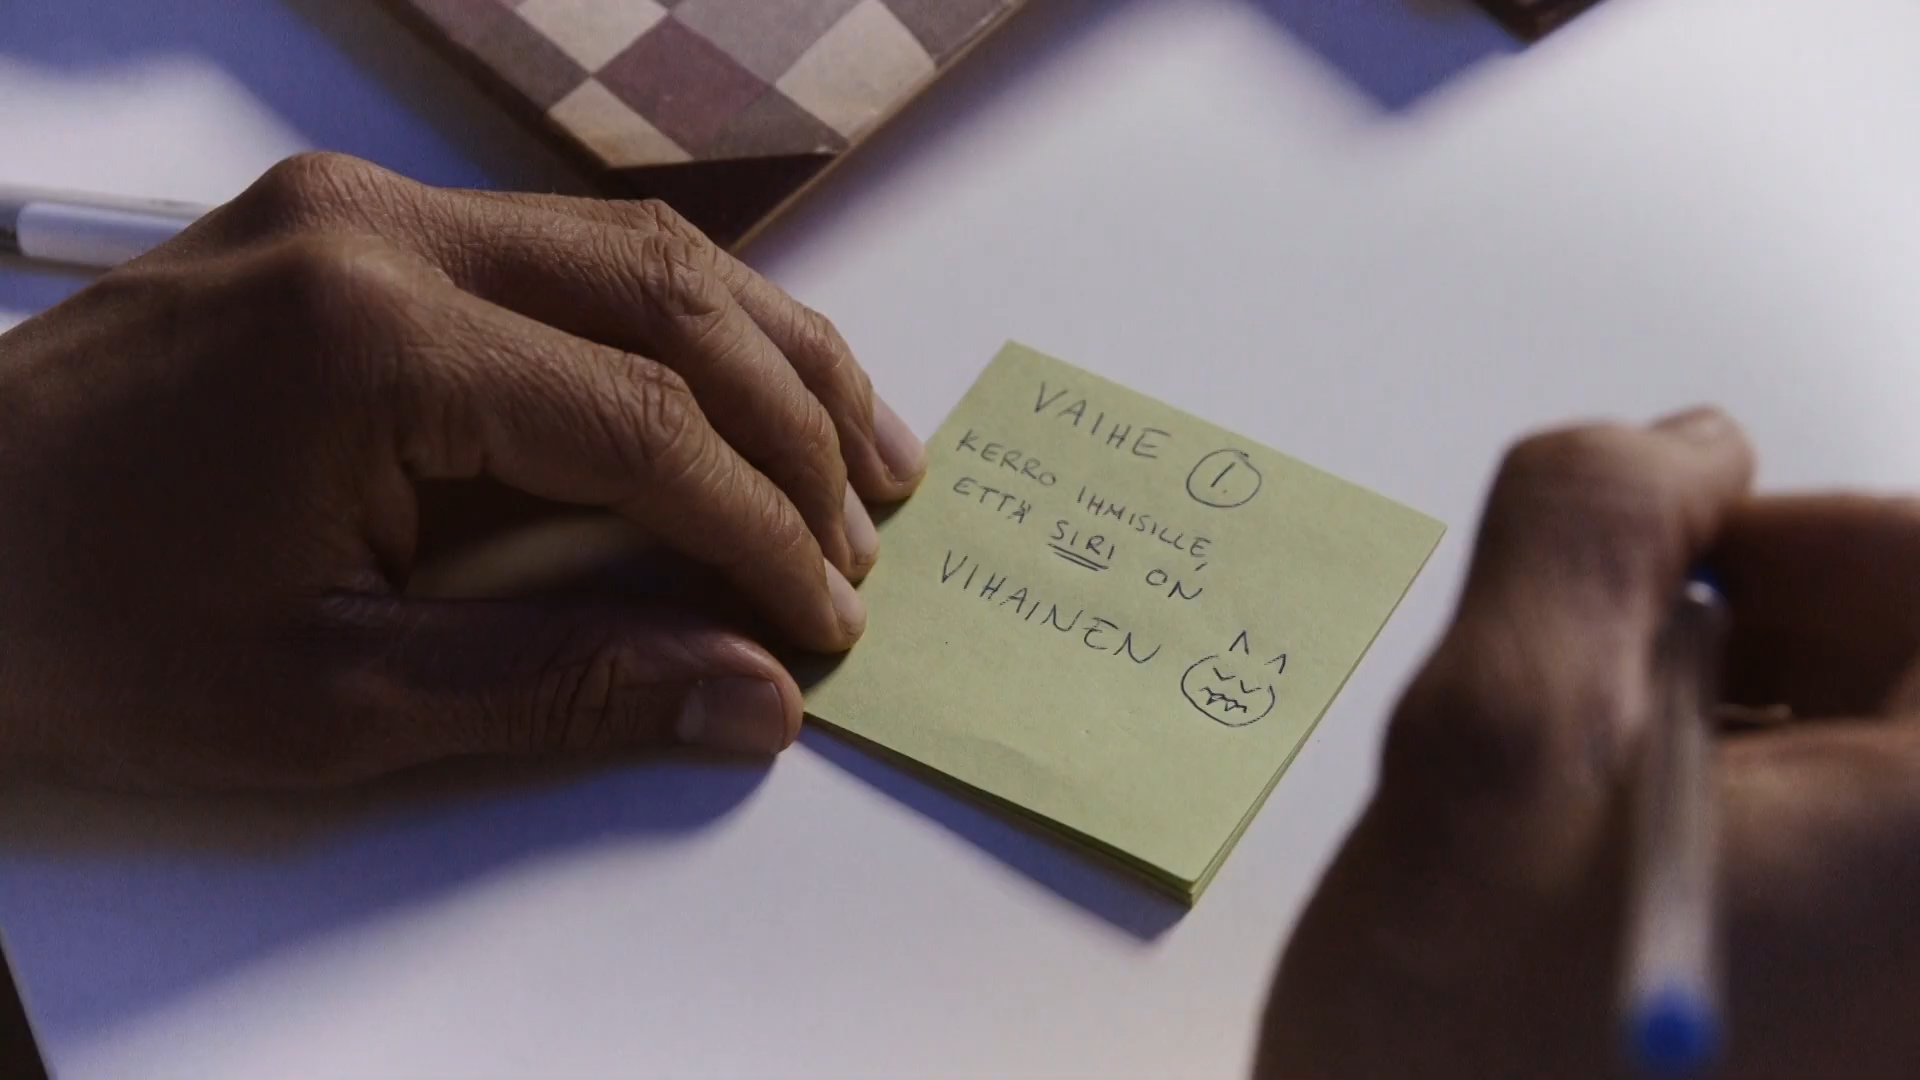 VAIHE 1.
KERRO IHMISILLE,
ETTÄ SIRI ON
VIHAINEN